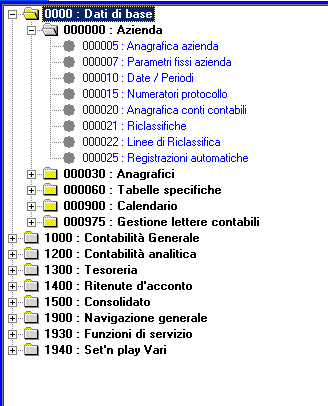 0000 : Dati di base
000000 : Azienda
000005 : Anagrafica azienda
000007 : Parametri fissi azienda
000010 : Date / Periodi
000015 : Numeratori protocollo
000020 : Anagrafica conti contabili
000021 : Riclassifiche
000022 : Linee di Riclassifica
000025 : Registrazioni automatiche
000030 : Anagrafici
000060 : Tabelle specifiche
000900 : Calendario
000975 : Gestione lettere contabili
1000 : Contabilità Generale
1200 : Contabilità analitica
1300 : Tesoreria
1400 : Ritenute d'acconto
1500 : Consolidato
1900 : Navigazione generale
1930 : Funzioni di servizio
1940 : Set'n play Vari